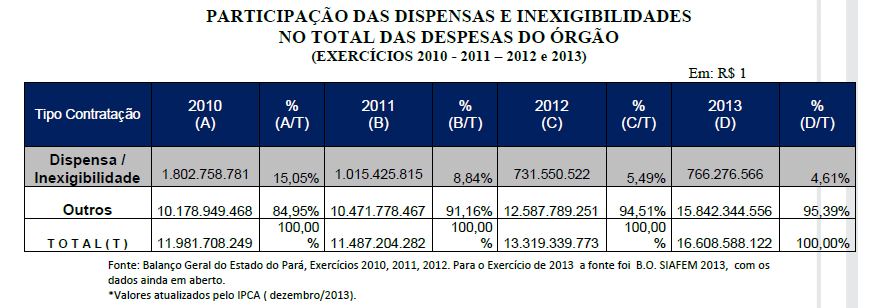 PARTICIPAÇÃO DAS DISPENSAS E INEXIGIBILIDADES
NO TOTAL DAS DESPESAS DO ÓRGÃO
(EXERCÍCIOS 2010 - 2011 – 2012 e 2013)
Em: R$ 1
Tipo Contratação 2010 (A) % (A/T) 2011 (B) % (B/T) 2012 (C) % (C/T) 2013 (D) % (D/T)
Dispensa / Inexigibilidade 1.802.758.781 15,05% 1.015.425.815 8,84% 731.550.522 5,49% 766.276.566 4,61%
Outros 10.178.949.468 84,95% 10.471.778.467 91,16% 12.587.789.251 94,51% 15.842.344.556 95,39%
T O T A L ( T ) 11.981.708.249 100,00 % 11.487.204.282 100,00 % 13.319.339.773 100,00 % 16.608.588.122 100,00%
Fonte: Balanço Geral do Estado do Pará, Exercícios 2010, 2011, 2012. Para o Exercício de 2013 a fonte foi B.O. SIAFEM 2013, com os
dados ainda em aberto.
*Valores atualizados pelo IPCA ( dezembro/2013).